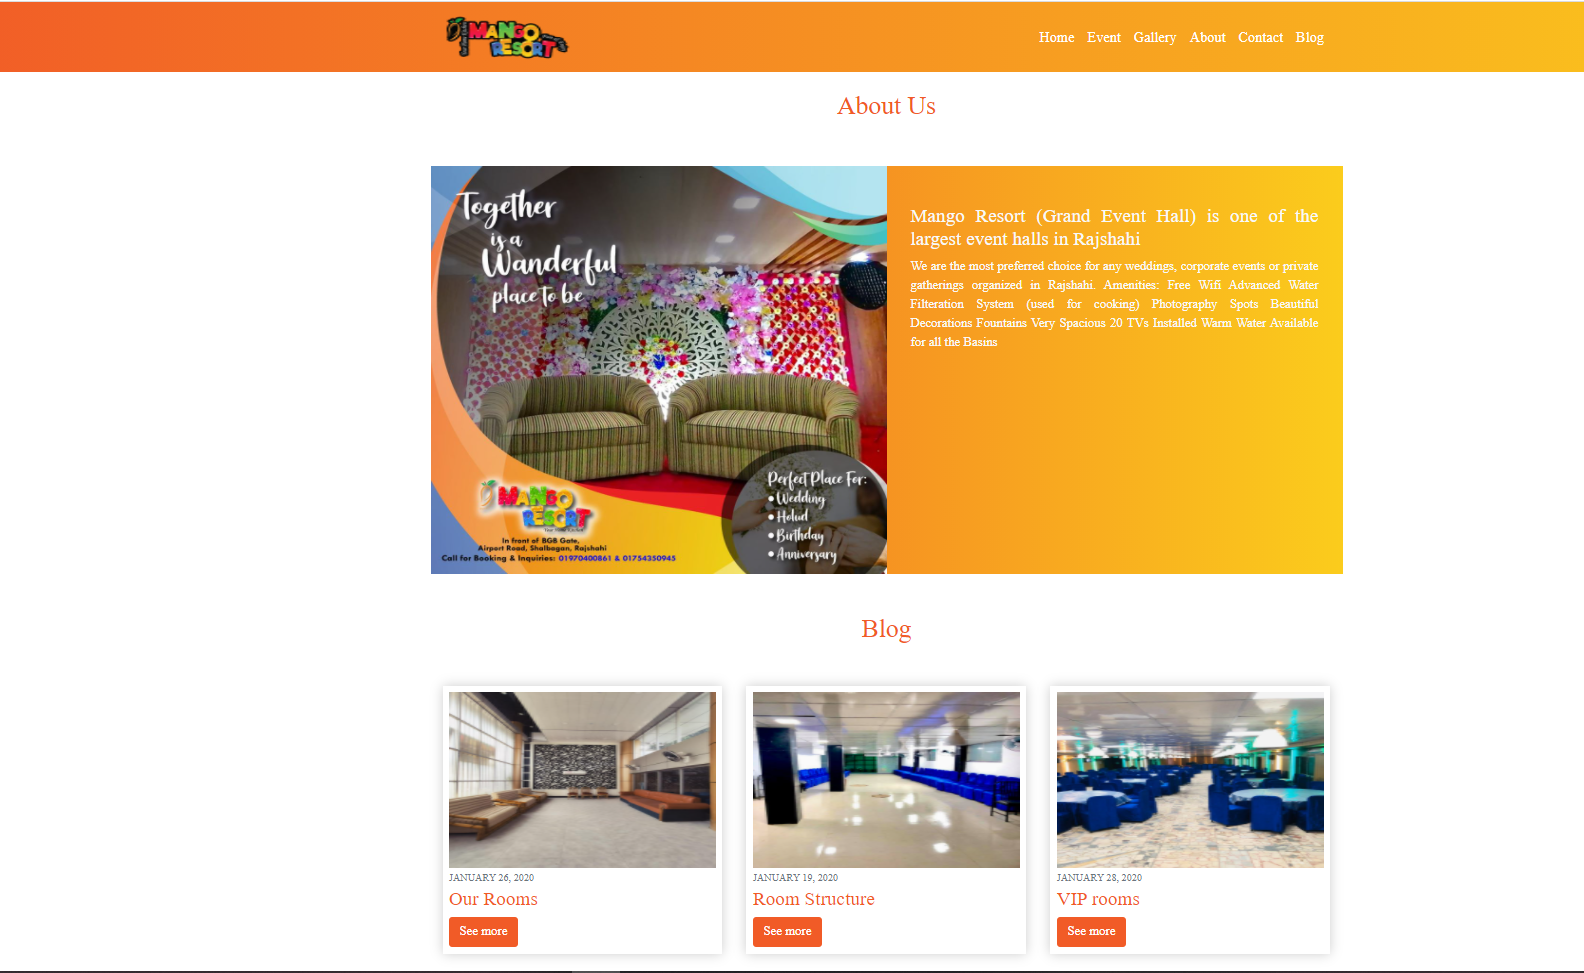 MANGO
RESORT
Home Event Gallery About Contact Blog
About Us
Together
is a
Wanderful
place to be
Perfect Place For:
• Wedding
• Holud
• Birthday
• Anniversary
MANGO
RESORT
In front of BGB Gate,
Airport Road, Shalbagan, Rajshahi
Call for Booking & Inquiries: 01970400861 & 01754350945
Mango Resort (Grand Event Hall) is one of the
largest event halls in Rajshahi
We are the most preferred choice for any weddings, corporate events or private
gatherings organized in Rajshahi. Amenities: Free Wifi Advanced Water
Filteration System (used for cooking) Photography Spots Beautiful
Decorations Fountains Very Spacious 20 TVs Installed Warm Water Available
for all the Basins
Blog
JANUARY 26, 2020
Our Rooms
See more
JANUARY 19, 2020
Room Structure
See more
JANUARY 28, 2020
VIP rooms
See more